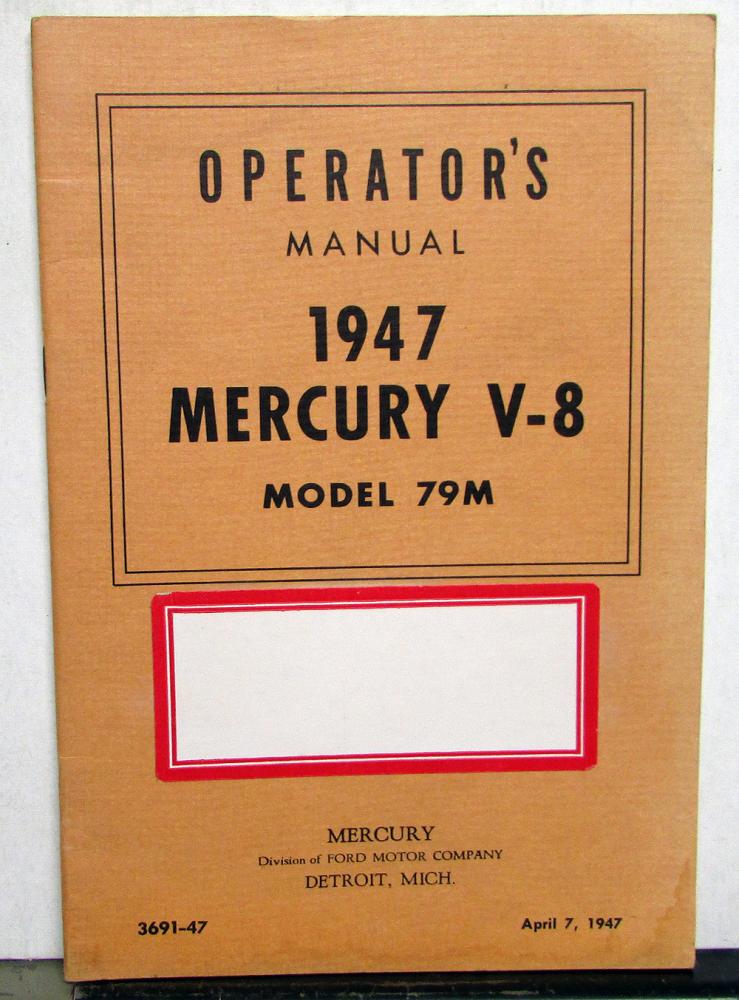 OPERATOR'S
MANUAL
1947
MERCURY V-8
MODEL 79M
MERCURY
Division of FORD MOTOR COMPANY
DETROIT, MICH.
3691-47 April 7, 1947